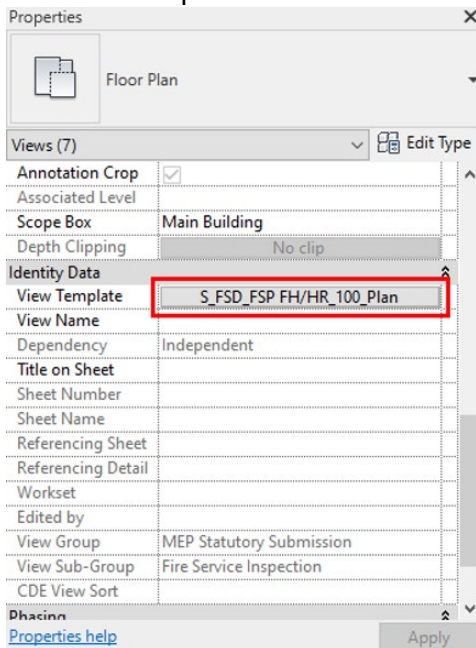 Properties
Floor Plan
Views (7) Edit Type
Annotation Crop
Associated Level
Scope Box Main Building
Depth Clipping No clip
Identity Data
View Template S_FSD_FSP FH/HR_100_Plan
View Name
Dependency Independent
Title on Sheet
Sheet Number
Sheet Name
Referencing Sheet
Referencing Detail
Workset
Edited by
View Group MEP Statutory Submission
View Sub-Group Fire Service Inspection
CDE View Sort
Phasing
Properties help Apply